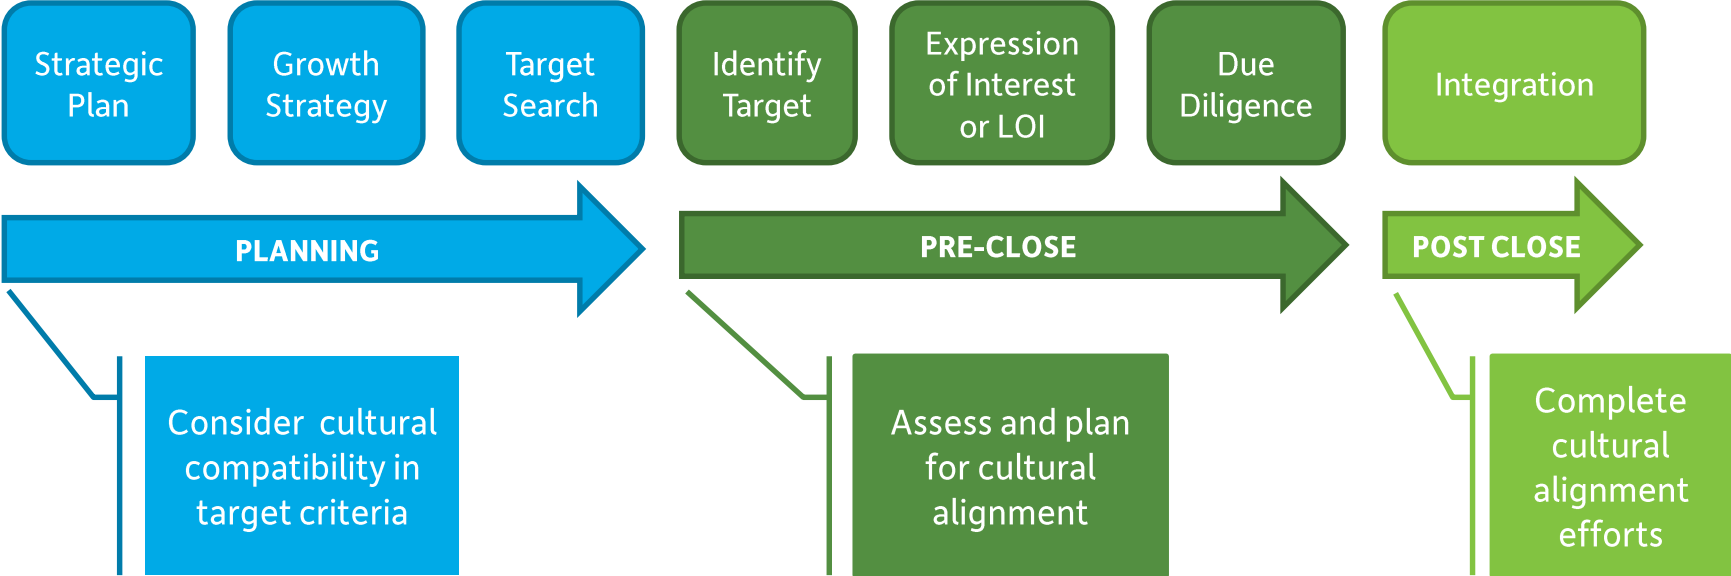 Strategic
Plan
Growth
Strategy
Target
Search
Identify
Target
Expression
of Interest
or LOI
Due
Diligence
Integration
PLANNING
PRE-CLOSE
POST CLOSE
Consider cultural
compatibility in
target criteria
Assess and plan
for cultural
alignment
Complete
cultural
alignment
efforts